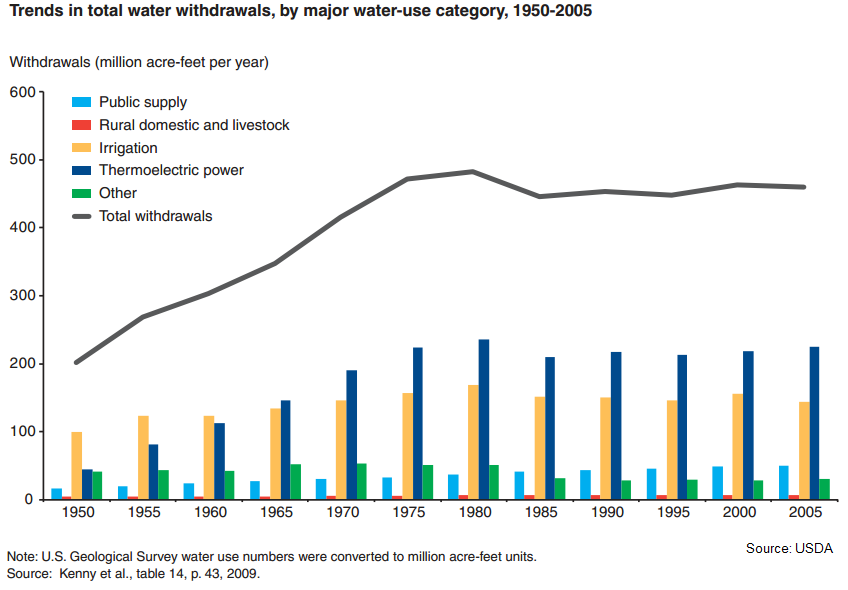 Trends in total water withdrawals, by major water-use category, 1950-2005
Withdrawals (million acre-feet per year)
600
Public supply
Rural domestic and livestock
Irrigation
500
Thermoelectric power
Other
Total withdrawals
400
300
200
100
0
1950 1955 1960 1965 1970 1975 1980 1985 1990 1995 2000 2005
Source: USDA
Note: U.S. Geological Survey water use numbers were converted to million acre-feet units.
Source: Kenny et al., table 14, p. 43, 2009.